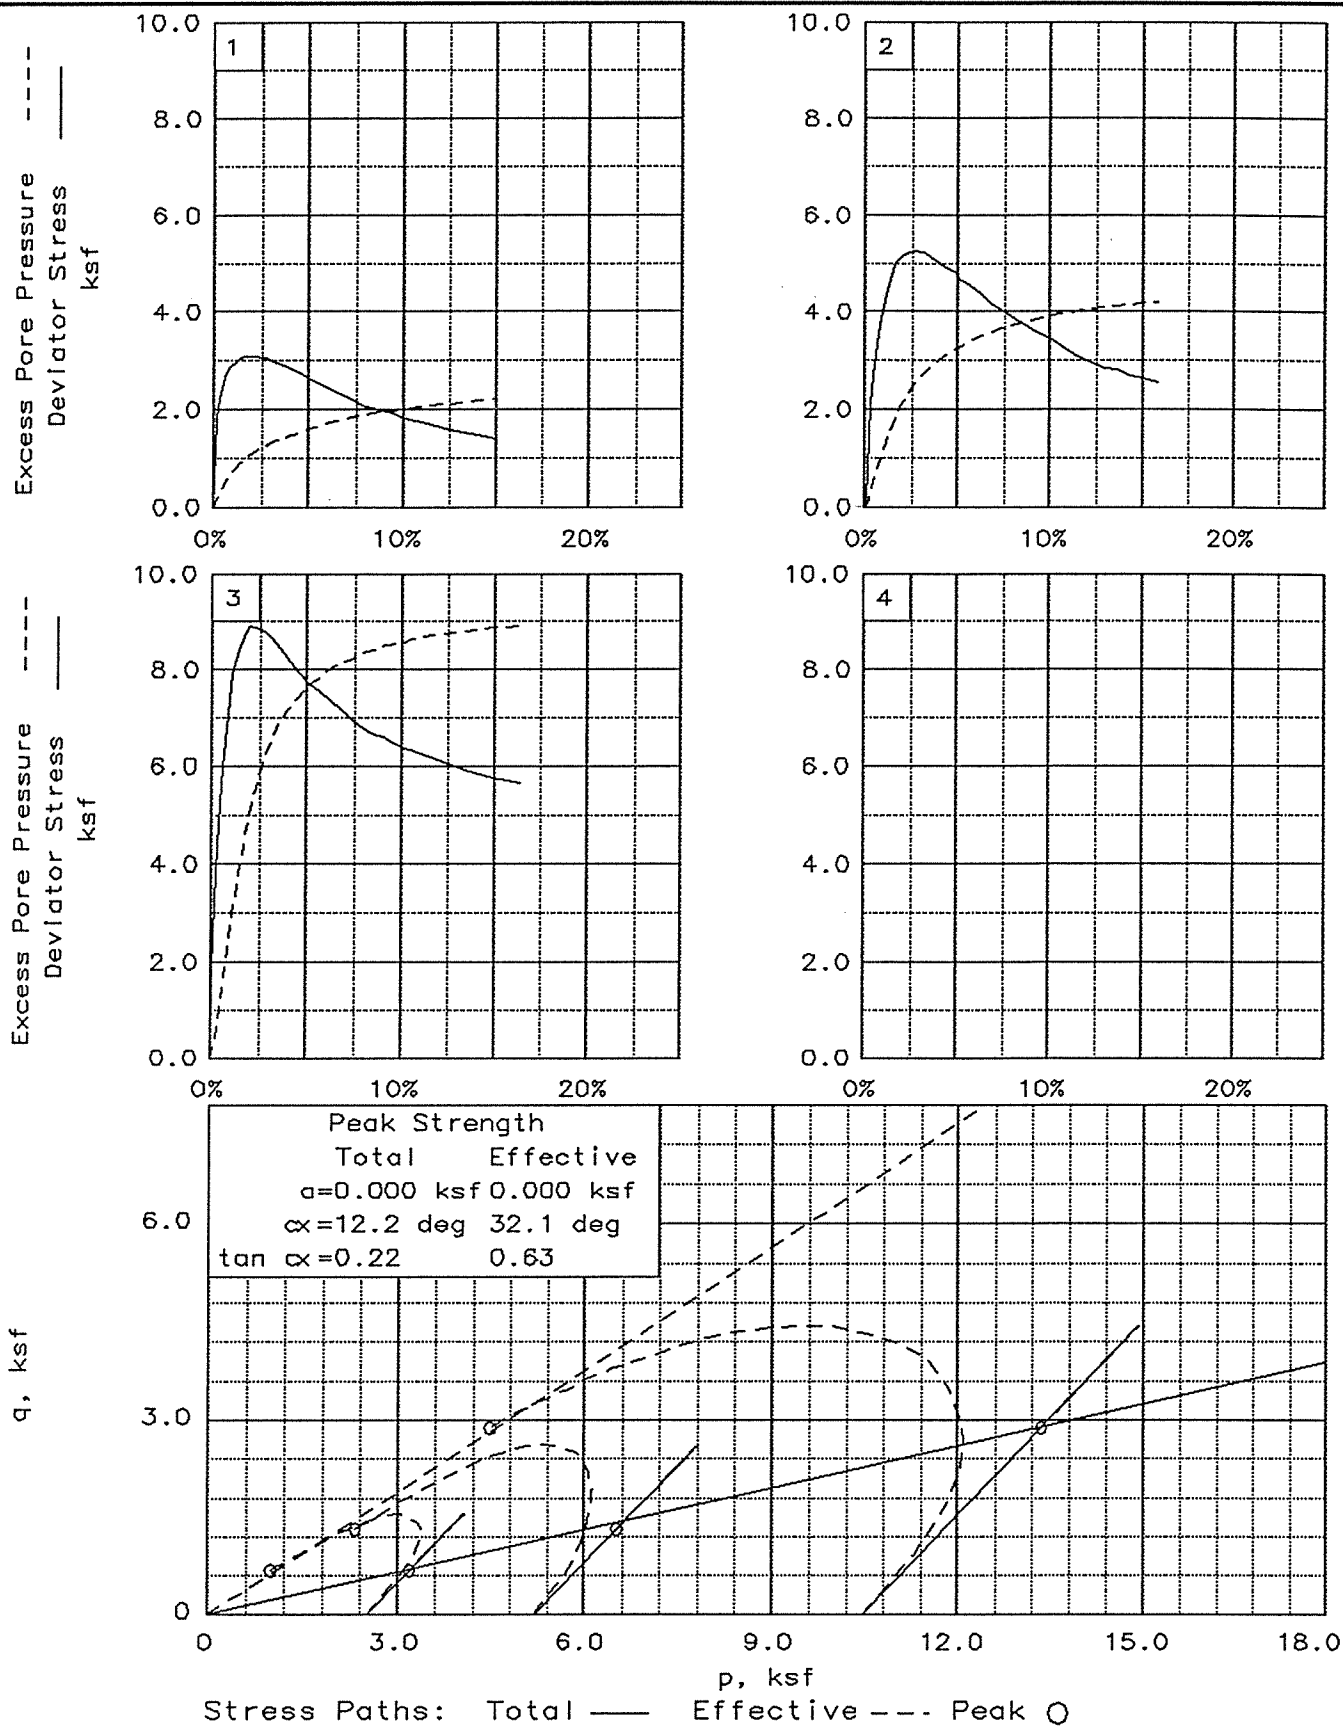 Excess Pore Pressure ----
Deviator Stress ——
ksf
10.0
8.0
6.0
4.0
2.0
0.0
1
0%
10%
20%
10.0
8.0
6.0
4.0
2.0
0.0
2
0%
10%
20%
Excess Pore Pressure ----
Deviator Stress ——
ksf
10.0
8.0
6.0
4.0
2.0
0.0
3
0%
10%
20%
10.0
8.0
6.0
4.0
2.0
0.0
4
0%
10%
20%
Peak Strength
Total Effective
a=0.000 ksf 0.000 ksf
α=12.2 deg 32.1 deg
tan α=0.22 0.63
q, ksf
6.0
3.0
0
0 3.0 6.0 9.0 12.0 15.0 18.0
p, ksf
Stress Paths: Total —— Effective ---- Peak O